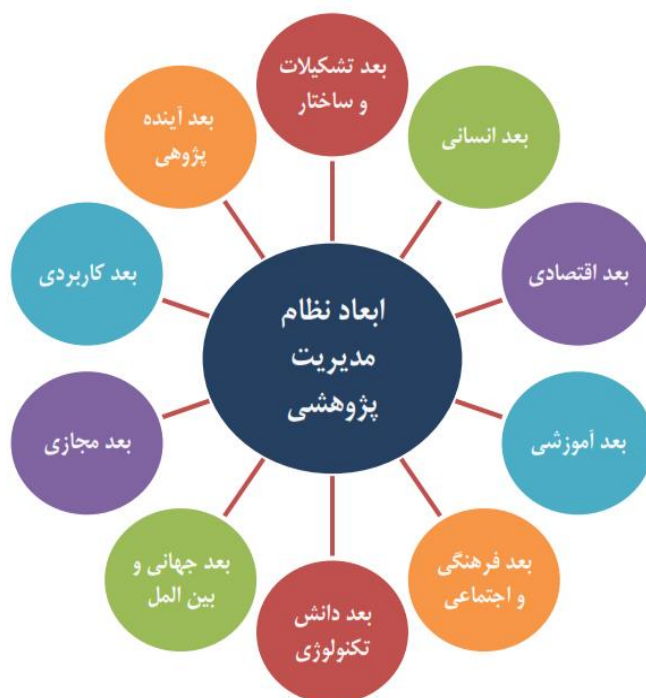 ابعاد نظام
مدیریت
پژوهشی
بعد تشکیلات
و ساختار
بعد انسانی
بعد اقتصادی
بعد آموزشی
بعد فرهنگی
و اجتماعی
بعد دانش
تکنولوژی
بعد جهانی و
بین المل
بعد مجازی
بعد کاربردی
بعد آینده
پژوهی